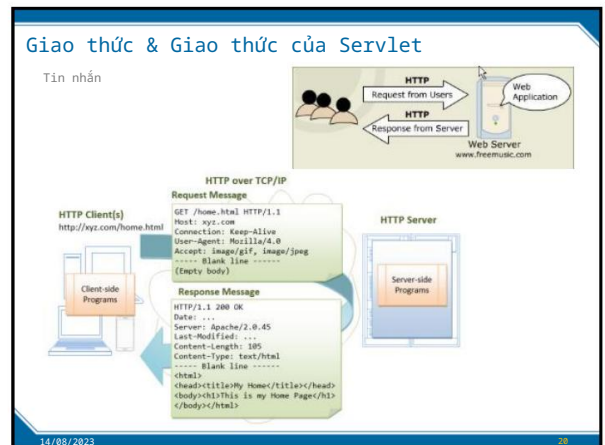 Giao thức & Giao thức của Servlet
Tin nhắn
HTTP
Request from Users
HTTP
Response from Server
Web
Application
Web Server
www.freemusic.com
HTTP over TCP/IP
Request Message
HTTP Client(s)
http://xyz.com/home.html
GET /home.html HTTP/1.1
Host: xyz.com
Connection: Keep-Alive
User-Agent: Mozilla/4.0
Accept: image/gif, image/jpeg
----- Blank line ------
(Empty body)
HTTP Server
Client-side
Programs
Server-side
Programs
Response Message
HTTP/1.1 200 OK
Date: ...
Server: Apache/2.0.45
Last-Modified: ...
Content-Length: 105
Content-Type: text/html
----- Blank line ------
<html>
<head><title>My Home</title></head>
<body><h1>This is my Home Page</h1>
</body></html>
14/08/2023
20